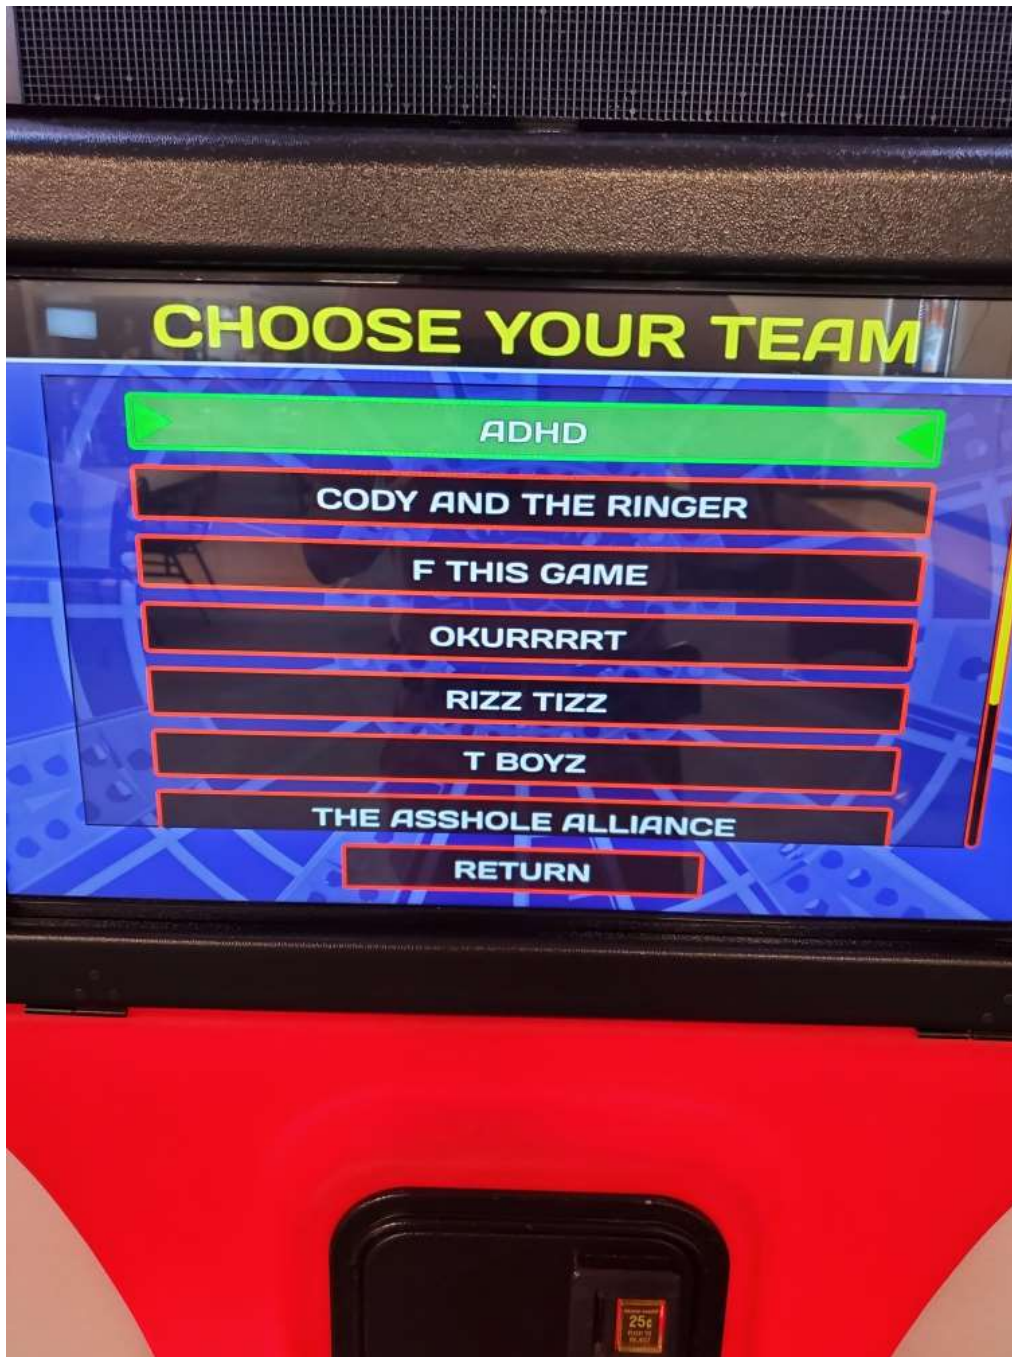 CHOOSE YOUR TEAM
ADHD
CODY AND THE RINGER
F THIS GAME
OKURRRRT
RIZZ TIZZ
T BOYZ
THE ASSHOLE ALLIANCE
RETURN
25¢